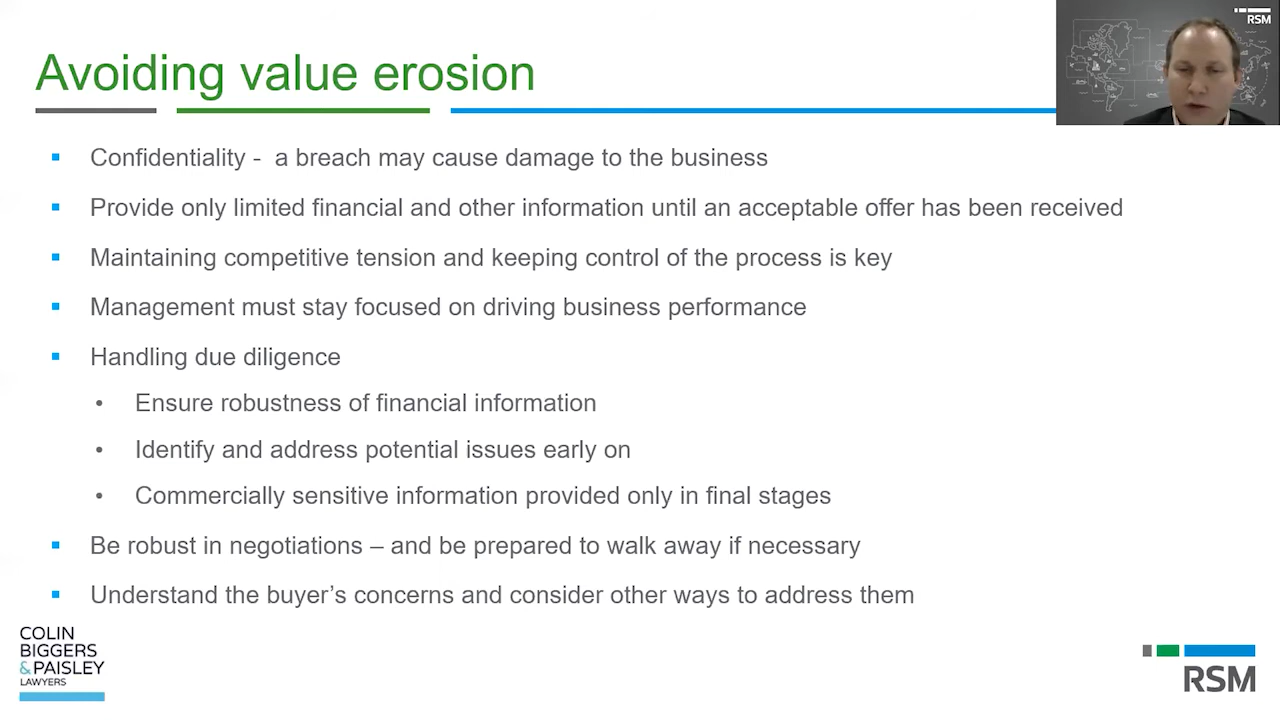 RSM
Avoiding value erosion
▪ Confidentiality -  a breach may cause damage to the business
▪ Provide only limited financial and other information until an acceptable offer has been received
▪ Maintaining competitive tension and keeping control of the process is key
▪ Management must stay focused on driving business performance
▪ Handling due diligence
• Ensure robustness of financial information
• Identify and address potential issues early on
• Commercially sensitive information provided only in final stages
▪ Be robust in negotiations – and be prepared to walk away if necessary
▪ Understand the buyer’s concerns and consider other ways to address them
COLIN
BIGGERS
&PAISLEY
LAWYERS
RSM